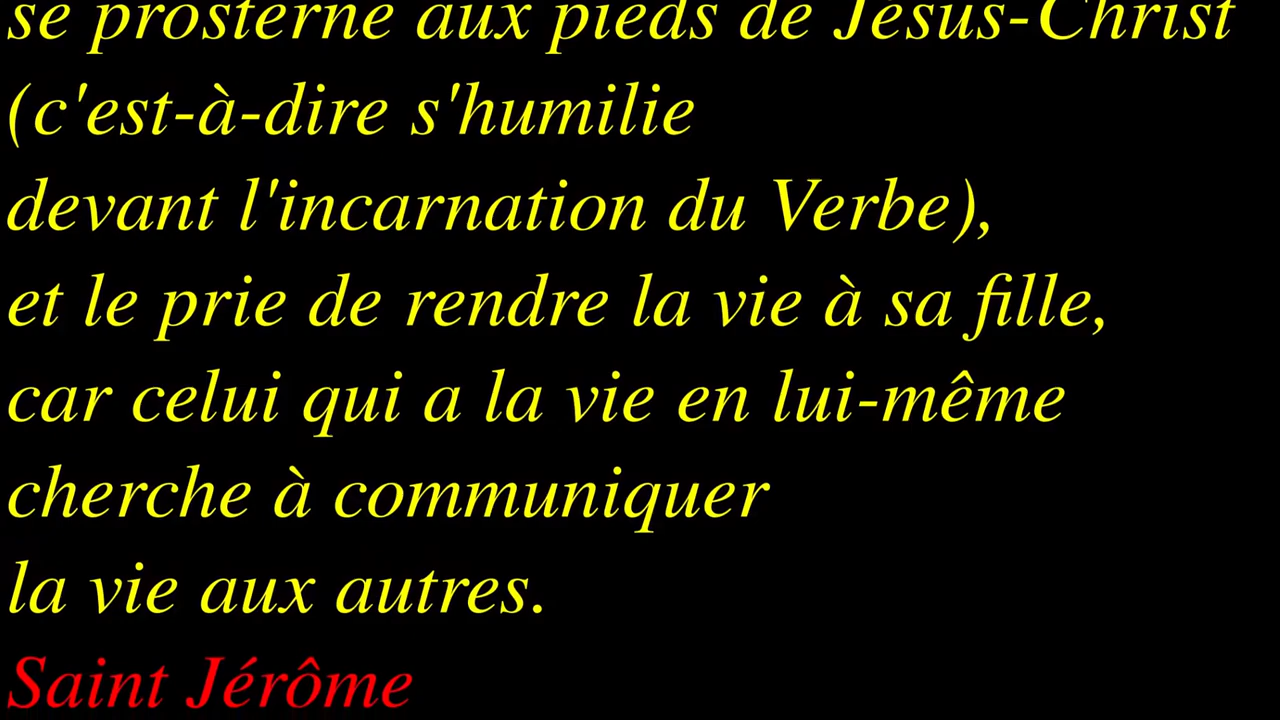 se prosterne aux pieds de Jésus-Christ
(c'est-à-dire s'humilie
devant l'incarnation du Verbe),
et le prie de rendre la vie à sa fille,
car celui qui a la vie en lui-même
cherche à communiquer
la vie aux autres.
Saint Jérôme